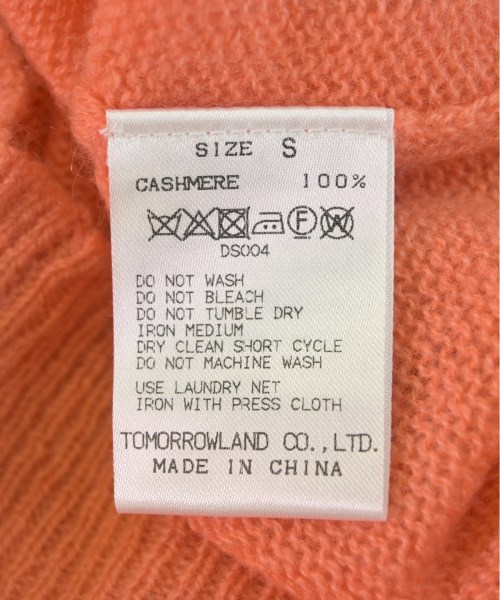 SIZE S
CASHMERE 100%
F W
DS004
DO NOT WASH
DO NOT BLEACH
DO NOT TUMBLE DRY
IRON MEDIUM
DRY CLEAN SHORT CYCLE
DO NOT MACHINE WASH
USE LAUNDRY NET
IRON WITH PRESS CLOTH
TOMORROWLAND CO.,LTD.
MADE IN CHINA